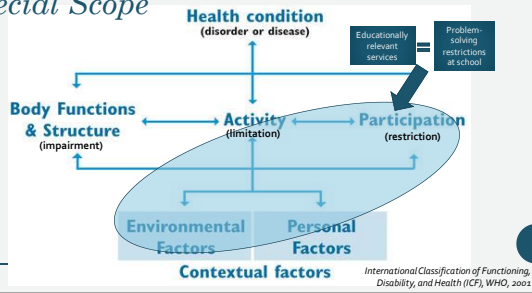 ecial Scope
Health condition
(disorder or disease)
Educationally
relevant
services
=
Problem-
solving
restrictions
at school
Body Functions
& Structure
(impairment)
Activity
(limitation)
Participation
(restriction)
Environmental
Factors
Personal
Factors
Contextual factors
International Classification of Functioning,
Disability, and Health (ICF), WHO, 2001